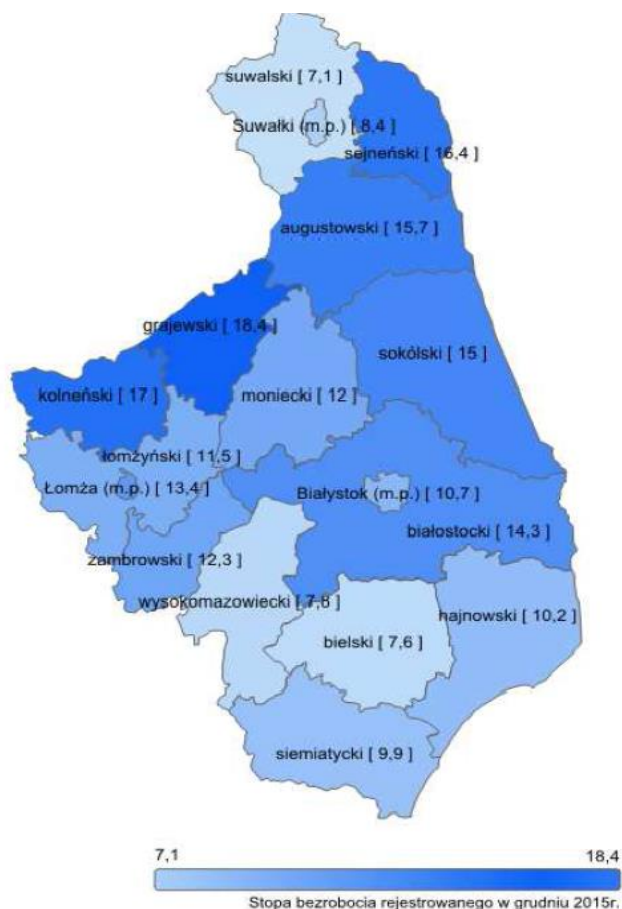 suwalski [ 7,1 ]
Suwałki (m.p.) [ 8,4 ]
sejneński [ 16,4 ]
augustowski [ 15,7 ]
grajewski [ 18,4 ]
sokólski [ 15 ]
kolneński [ 17 ]
moniecki [ 12 ]
łomżyński [ 11,5 ]
Łomża (m.p.) [ 13,4 ]
Białystok (m.p.) [ 10,7 ]
białostocki [ 14,3 ]
zambrowski [ 12,3 ]
wysokomazowiecki [ 7,8 ]
hajnowski [ 10,2 ]
bielski [ 7,6 ]
siemiatycki [ 9,9 ]
7,1 18,4
Stopa bezrobocia rejestrowanego w grudniu 2015r.